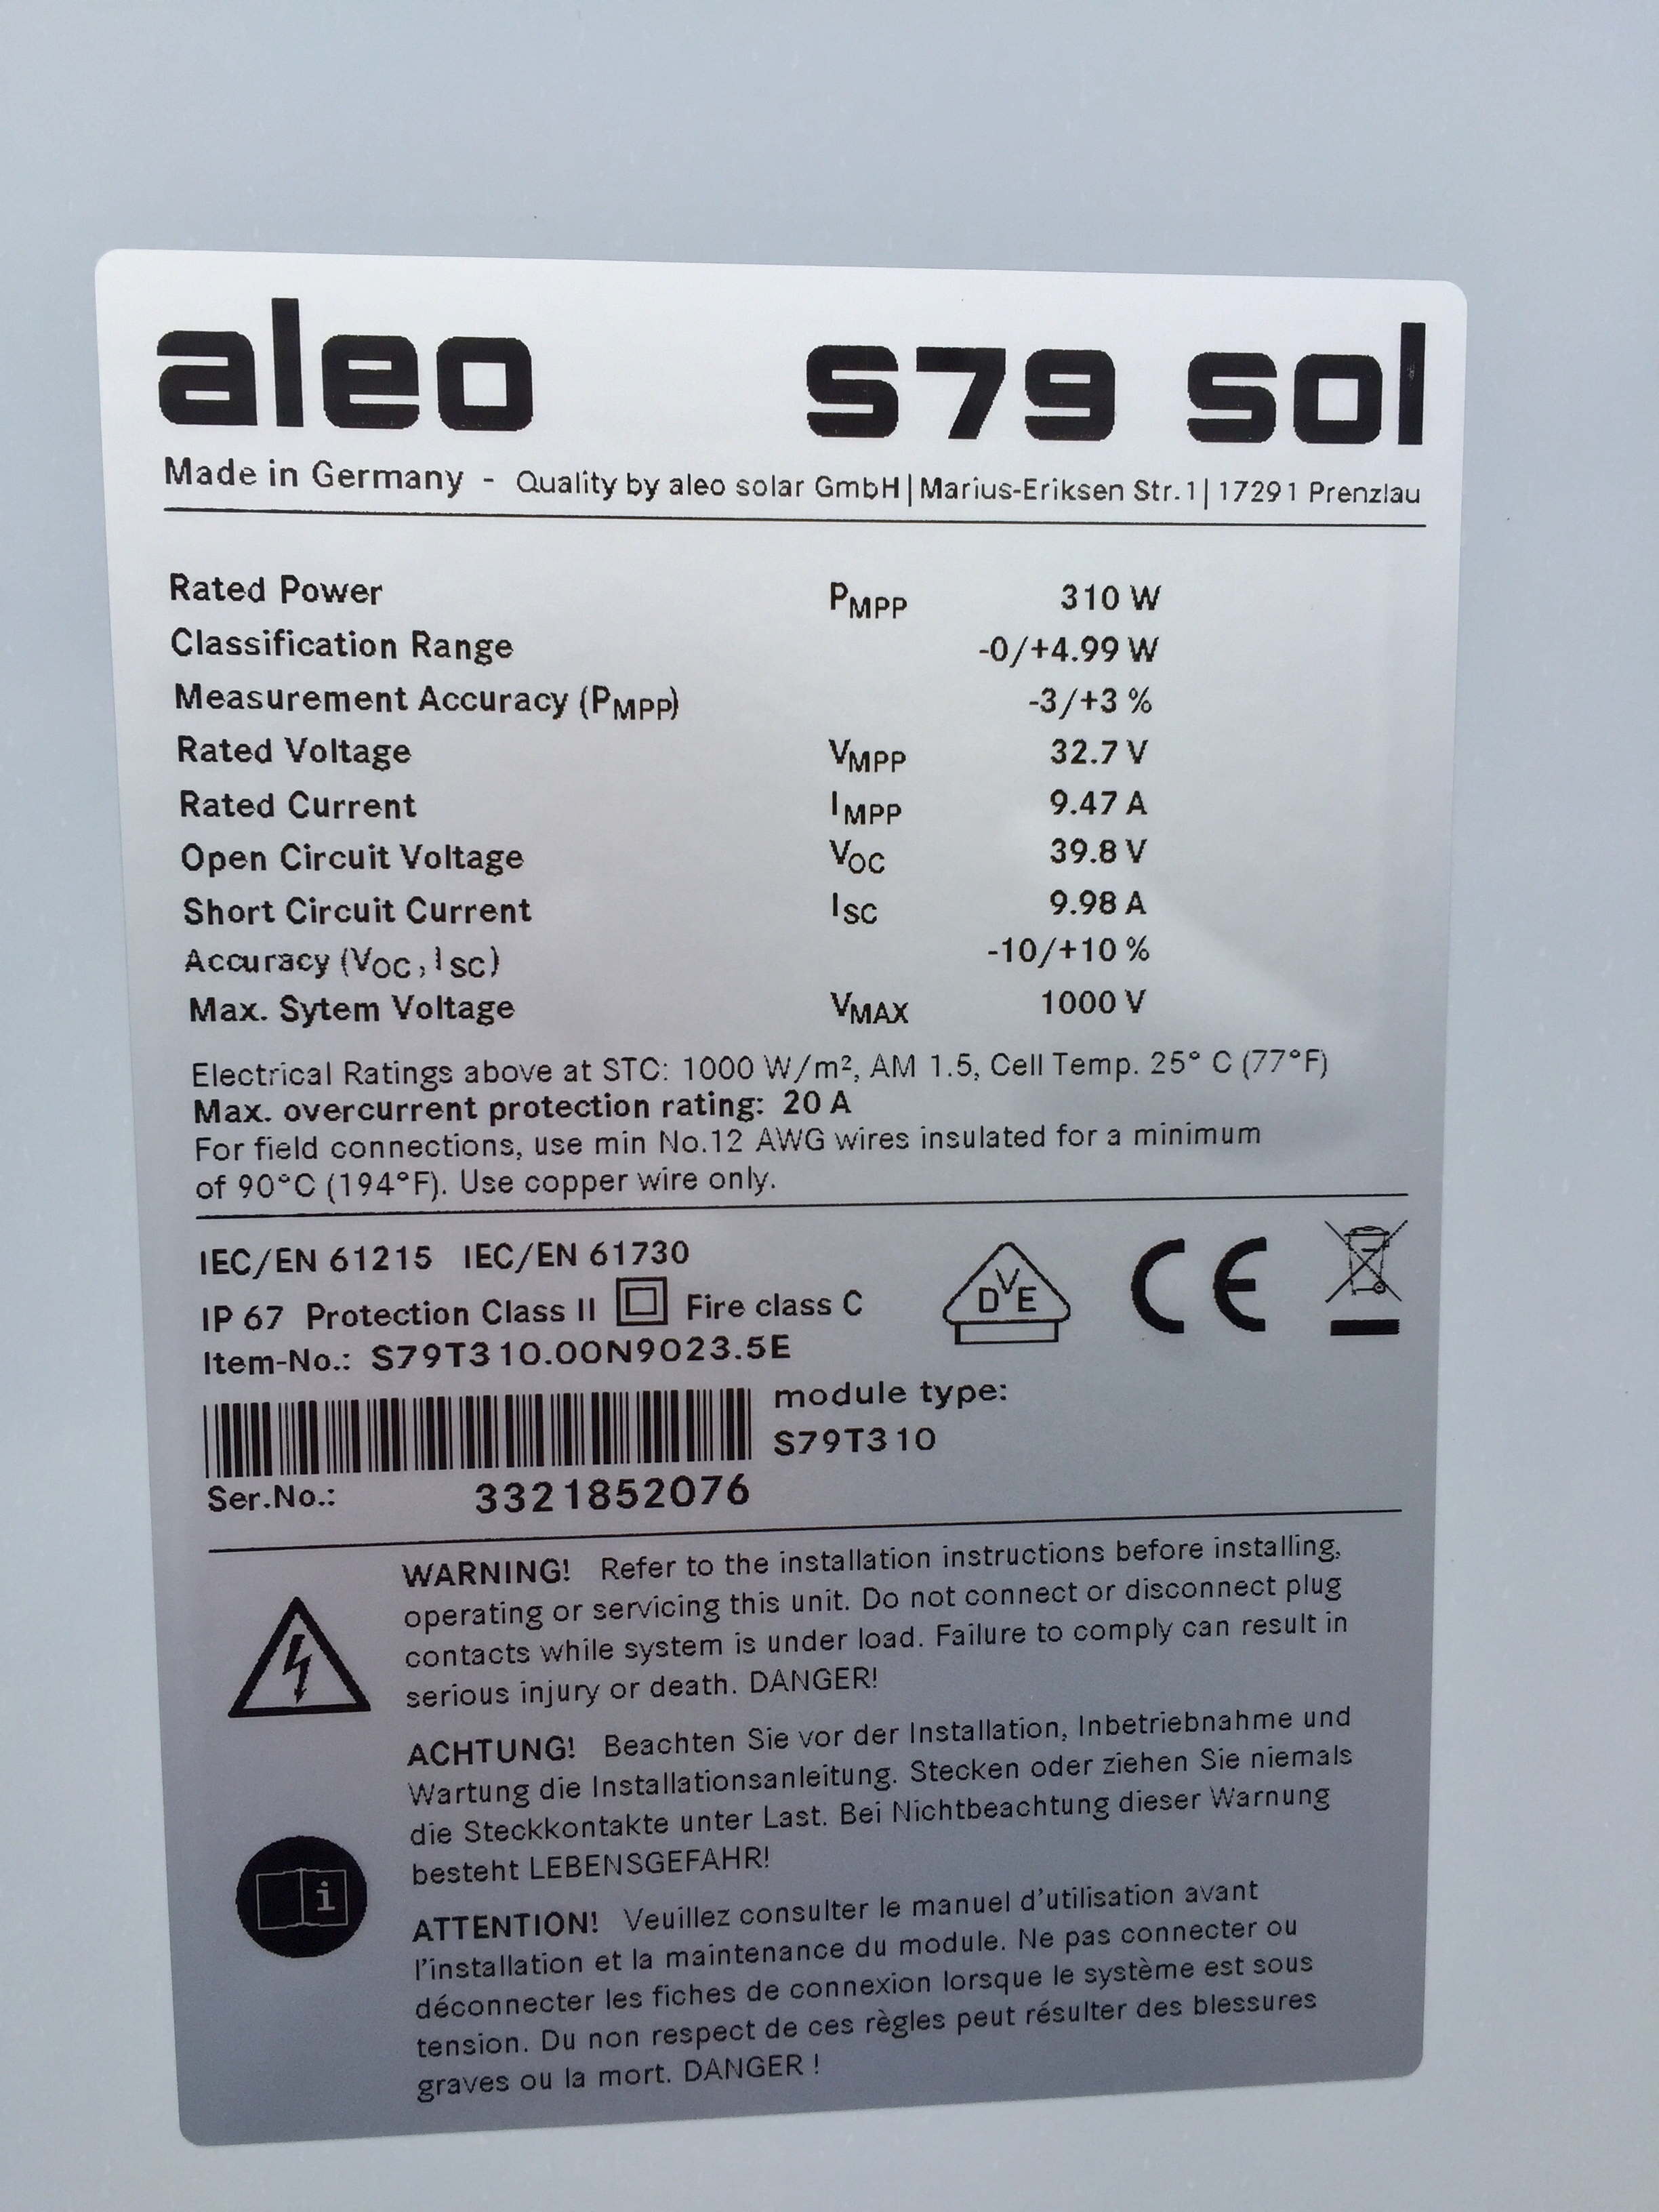 aleo s79 sol
Made in Germany - Quality by aleo solar GmbH | Marius-Eriksen Str. 1 | 17291 Prenzlau
Rated Power PMPP 310 W
Classification Range -0/+4.99 W
Measurement Accuracy (PMPP) -3/+3 %
Rated Voltage VMPP 32.7 V
Rated Current IMPP 9.47 A
Open Circuit Voltage VOC 39.8 V
Short Circuit Current ISC 9.98 A
Accuracy (VOC, ISC) -10/+10 %
Max. Sytem Voltage VMAX 1000 V
Electrical Ratings above at STC: 1000 W/m², AM 1.5, Cell Temp. 25° C (77°F)
Max. overcurrent protection rating: 20 A
For field connections, use min No.12 AWG wires insulated for a minimum
of 90°C (194°F). Use copper wire only.
IEC/EN 61215 IEC/EN 61730
IP 67 Protection Class II Fire class C
DVE CE
Item-No.: S79T310.00N9023.5E
module type:
S79T310
Ser.No.: 3321852076
WARNING! Refer to the installation instructions before installing,
operating or servicing this unit. Do not connect or disconnect plug
contacts while system is under load. Failure to comply can result in
serious injury or death. DANGER!
ACHTUNG! Beachten Sie vor der Installation, Inbetriebnahme und
Wartung die Installationsanleitung. Stecken oder ziehen Sie niemals
die Steckkontakte unter Last. Bei Nichtbeachtung dieser Warnung
besteht LEBENSGEFAHR!
i
ATTENTION! Veuillez consulter le manuel d'utilisation avant
l'installation et la maintenance du module. Ne pas connecter ou
déconnecter les fiches de connexion lorsque le système est sous
tension. Du non respect de ces règles peut résulter des blessures
graves ou la mort. DANGER !